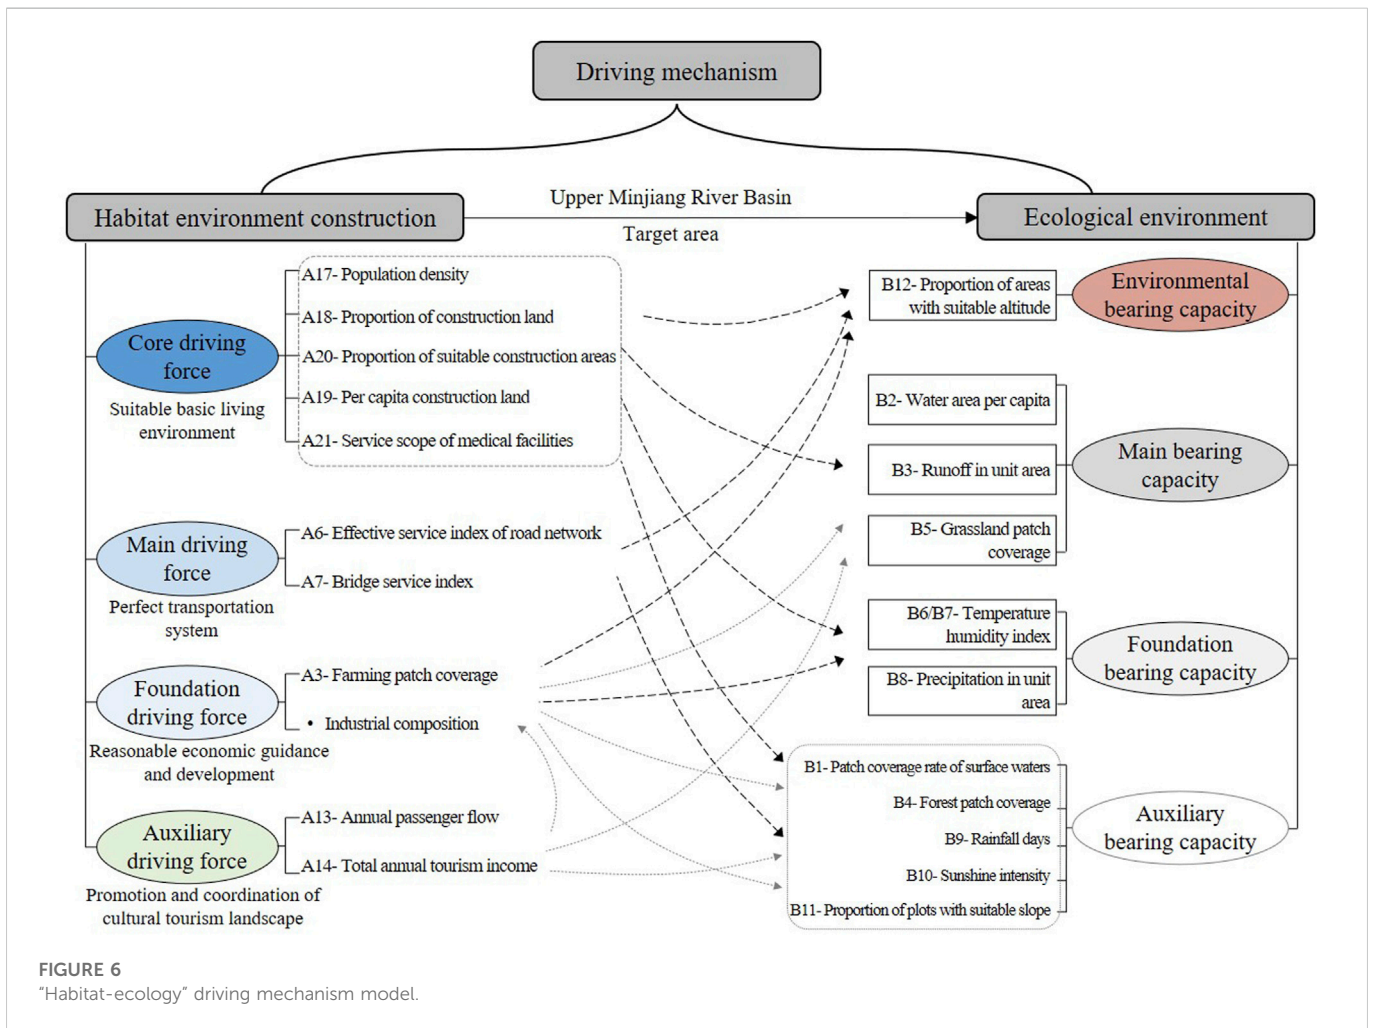 Driving mechanism
Habitat environment construction
Upper Minjiang River Basin
Target area
Ecological environment
Core driving
force
Suitable basic living
environment
A17- Population density
A18- Proportion of construction land
A20- Proportion of suitable construction areas
A19- Per capita construction land
A21- Service scope of medical facilities
Main driving
force
Perfect transportation
system
A6- Effective service index of road network
A7- Bridge service index
Foundation
driving force
Reasonable economic guidance
and development
A3- Farming patch coverage
• Industrial composition
Auxiliary
driving force
Promotion and coordination of
cultural tourism landscape
A13- Annual passenger flow
A14- Total annual tourism income
B12- Proportion of areas
with suitable altitude
Environmental
bearing capacity
B2- Water area per capita
B3- Runoff in unit area
B5- Grassland patch
coverage
Main bearing
capacity
B6/B7- Temperature
humidity index
B8- Precipitation in unit
area
Foundation
bearing capacity
B1- Patch coverage rate of surface waters
B4- Forest patch coverage
B9- Rainfall days
B10- Sunshine intensity
B11- Proportion of plots with suitable slope
Auxiliary
bearing capacity
FIGURE 6
"Habitat-ecology" driving mechanism model.